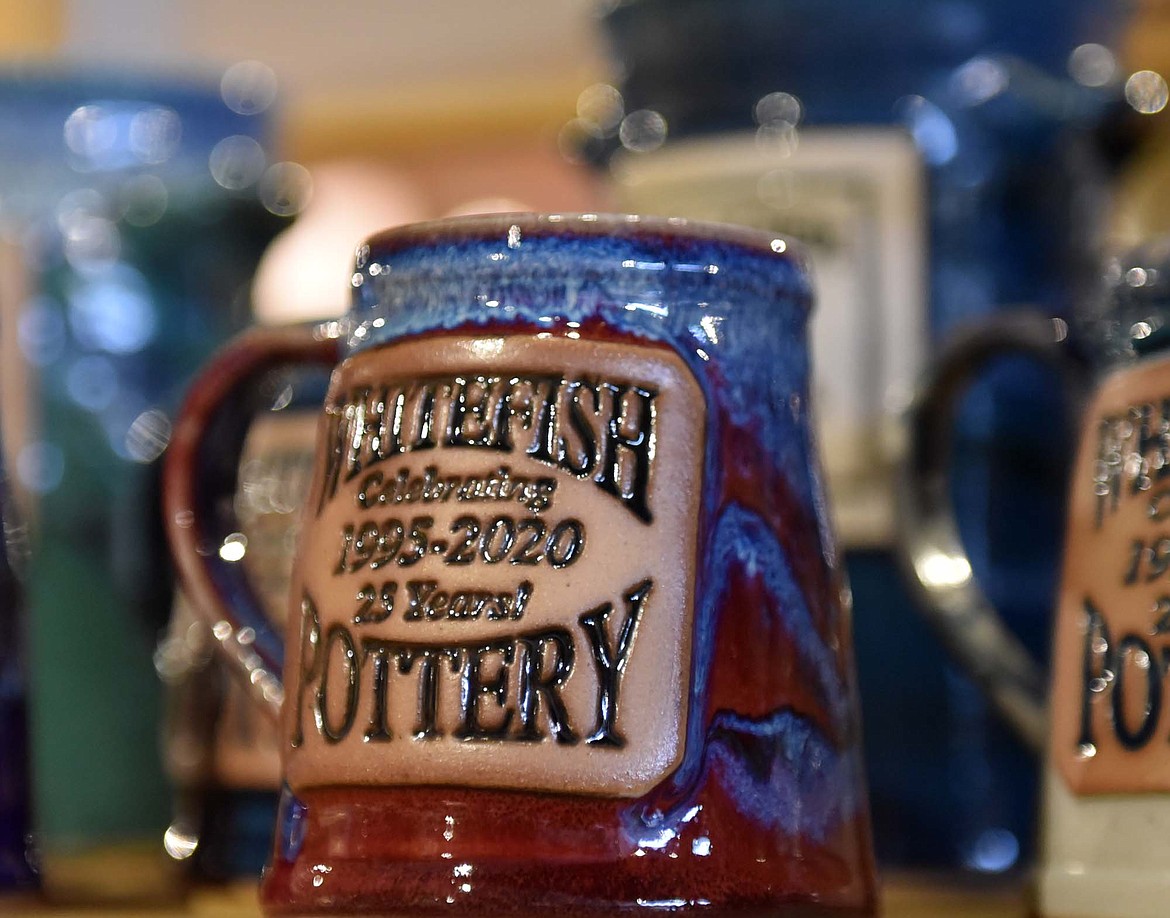 WHITEFISH
Celebrating
1995-2020
25 Years!
POTTERY